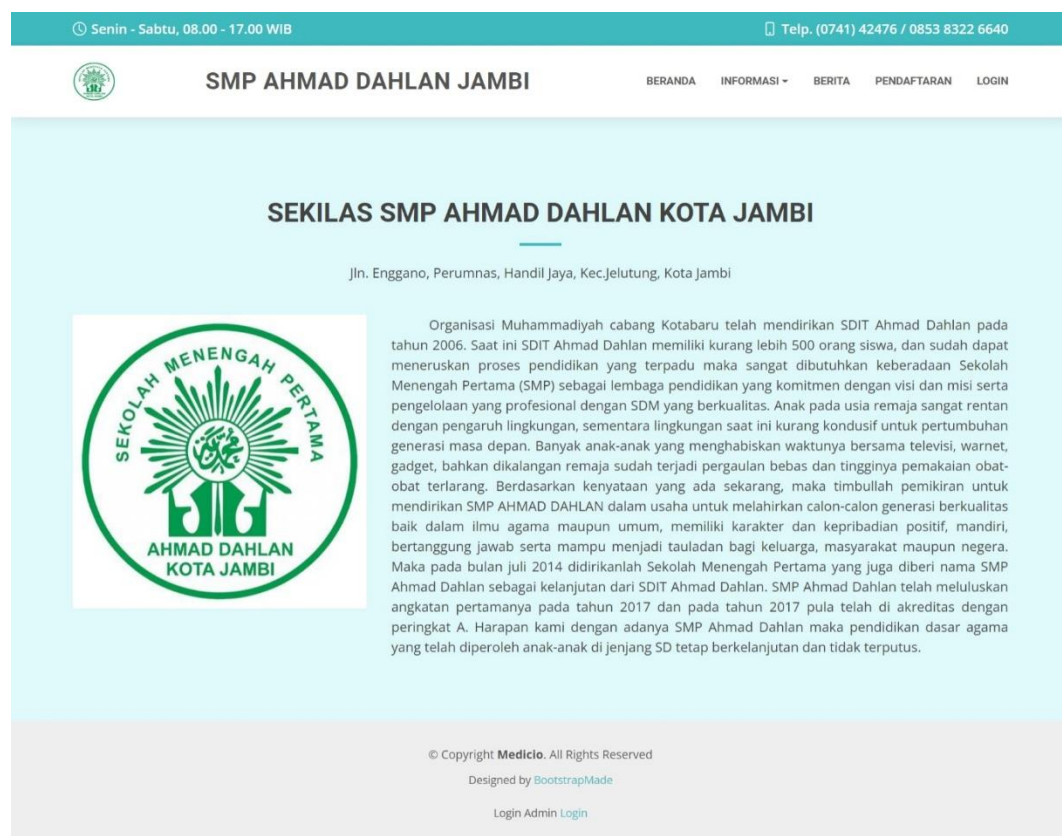 Senin - Sabtu, 08.00 - 17.00 WIB
Telp. (0741) 42476 / 0853 8322 6640
SMP AHMAD DAHLAN JAMBI
BERANDA INFORMASI BERITA PENDAFTARAN LOGIN
SEKILAS SMP AHMAD DAHLAN KOTA JAMBI
Jln. Enggano, Perumnas, Handil Jaya, Kec.Jelutung, Kota Jambi
SEKOLAH MENENGAH PERTAMA
AHMAD DAHLAN
KOTA JAMBI
Organisasi Muhammadiyah cabang Kotabaru telah mendirikan SDIT Ahmad Dahlan pada
tahun 2006. Saat ini SDIT Ahmad Dahlan memiliki kurang lebih 500 orang siswa, dan sudah dapat
meneruskan proses pendidikan yang terpadu maka sangat dibutuhkan keberadaan Sekolah
Menengah Pertama (SMP) sebagai lembaga pendidikan yang komitmen dengan visi dan misi serta
pengelolaan yang profesional dengan SDM yang berkualitas. Anak pada usia remaja sangat rentan
dengan pengaruh lingkungan, sementara lingkungan saat ini kurang kondusif untuk pertumbuhan
generasi masa depan. Banyak anak-anak yang menghabiskan waktunya bersama televisi, warnet,
gadget, bahkan dikalangan remaja sudah terjadi pergaulan bebas dan tingginya pemakaian obat-
obat terlarang. Berdasarkan kenyataan yang ada sekarang, maka timbullah pemikiran untuk
mendirikan SMP AHMAD DAHLAN dalam usaha untuk melahirkan calon-calon generasi berkualitas
baik dalam ilmu agama maupun umum, memiliki karakter dan kepribadian positif, mandiri,
bertanggung jawab serta mampu menjadi tauladan bagi keluarga, masyarakat maupun negera.
Maka pada bulan juli 2014 didirikanlah Sekolah Menengah Pertama yang juga diberi nama SMP
Ahmad Dahlan sebagai kelanjutan dari SDIT Ahmad Dahlan. SMP Ahmad Dahlan telah meluluskan
angkatan pertamanya pada tahun 2017 dan pada tahun 2017 pula telah di akreditas dengan
peringkat A. Harapan kami dengan adanya SMP Ahmad Dahlan maka pendidikan dasar agama
yang telah diperoleh anak-anak di jenjang SD tetap berkelanjutan dan tidak terputus.
© Copyright Medicio. All Rights Reserved
Designed by BootstrapMade
Login Admin Login